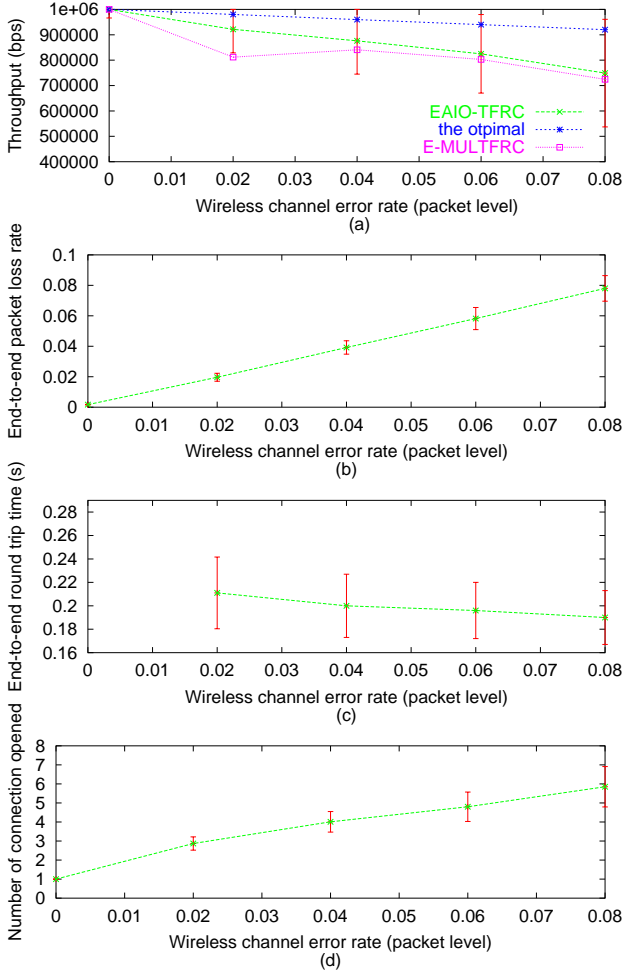 1e+06
900000
800000
700000
600000
500000
400000
Throughput (bps)
EAIO-TFRC
the otpimal
E-MULTFRC
0 0.01 0.02 0.03 0.04 0.05 0.06 0.07 0.08
Wireless channel error rate (packet level)
(a)
End-to-end packet loss rate
0.1
0.08
0.06
0.04
0.02
0
0 0.01 0.02 0.03 0.04 0.05 0.06 0.07 0.08
Wireless channel error rate (packet level)
(b)
End-to-end round trip time (s)
0.28
0.26
0.24
0.22
0.2
0.18
0.16
0 0.01 0.02 0.03 0.04 0.05 0.06 0.07 0.08
Wireless channel error rate (packet level)
(c)
Number of connection opened
8
7
6
5
4
3
2
1
0
0 0.01 0.02 0.03 0.04 0.05 0.06 0.07 0.08
Wireless channel error rate (packet level)
(d)